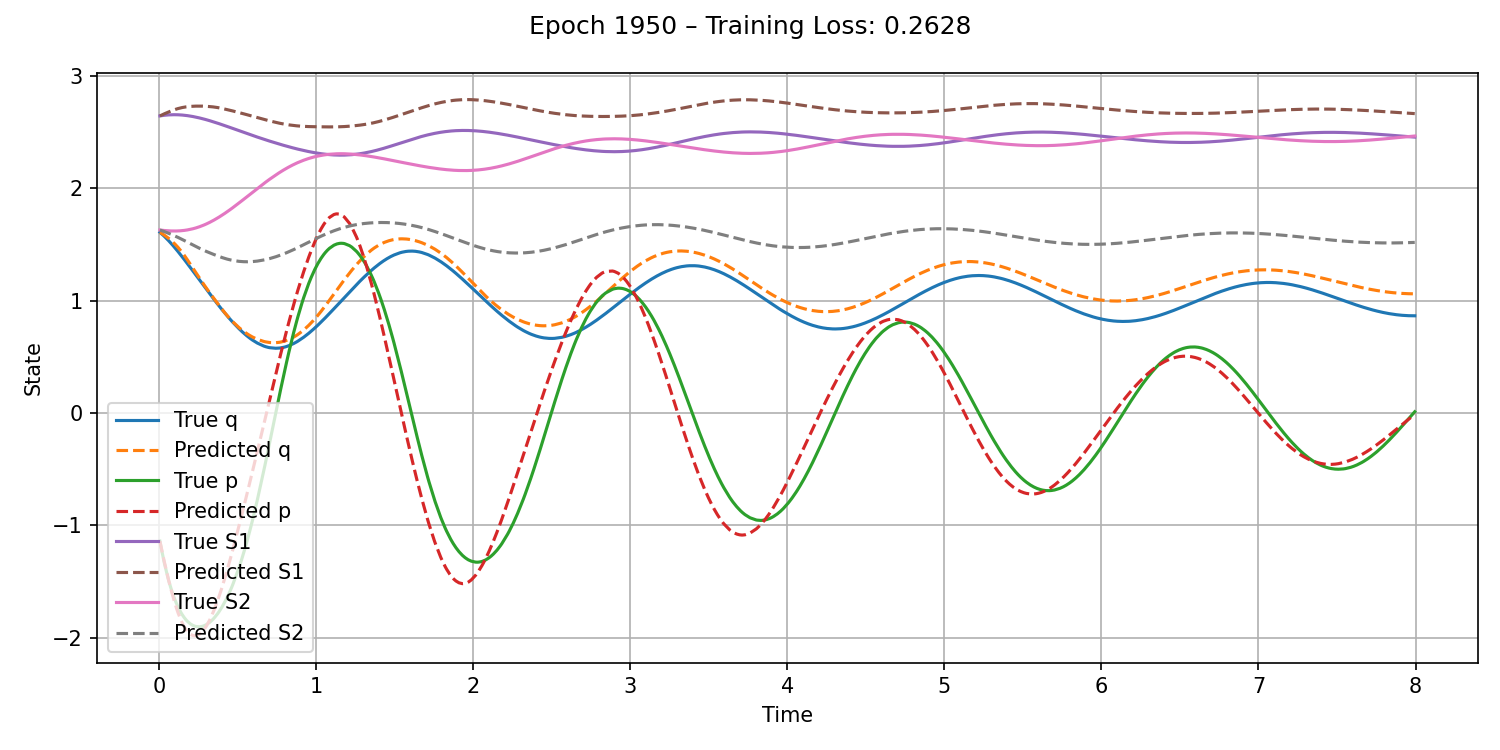 Epoch 1950 – Training Loss: 0.2628
3
2
1
0
−1
−2
State
True q
Predicted q
True p
Predicted p
True S1
Predicted S1
True S2
Predicted S2
0 1 2 3 4 5 6 7 8
Time